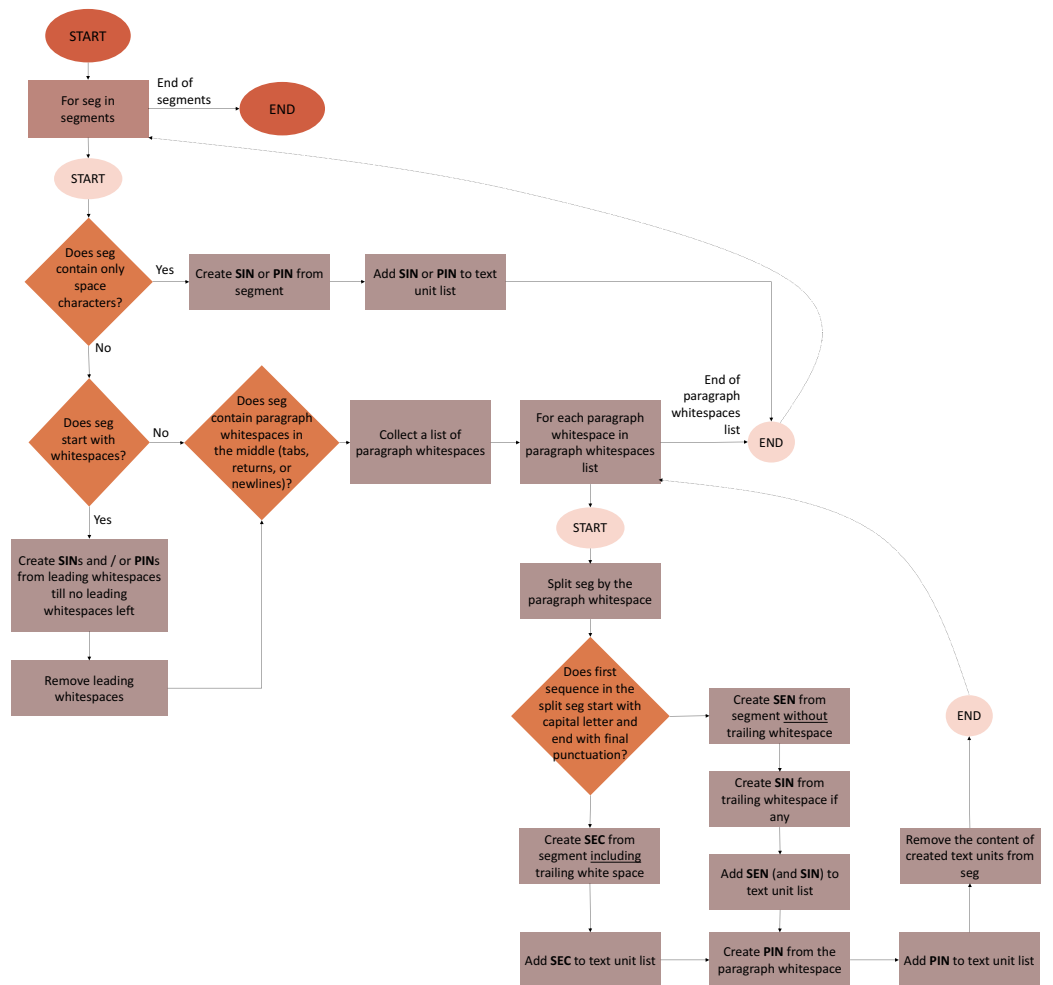 START
For seg in
segments
End of
segments
END
START
Does seg
contain only
space
characters?
Yes
Create SIN or PIN from
segment
Add SIN or PIN to text
unit list
No
Does seg
start with
whitespaces?
No
Does seg
contain paragraph
whitespaces in
the middle (tabs,
returns, or
newlines)?
Collect a list of
paragraph whitespaces
For each paragraph
whitespace in
paragraph whitespaces
list
End of
paragraph
whitespaces
list
END
Yes
Create SINs and / or PINs
from leading whitespaces
till no leading
whitespaces left
Remove leading
whitespaces
START
Split seg by the
paragraph whitespace
Does first
sequence in the
split seg start with
capital letter and
end with final
punctuation?
Create SEN from
segment without
trailing whitespace
Create SIN from
trailing whitespace if
any
Add SEN (and SIN) to
text unit list
Create SEC from
segment including
trailing white space
Add SEC to text unit list
Create PIN from the
paragraph whitespace
Add PIN to text unit list
Remove the content of
created text units from
seg
END